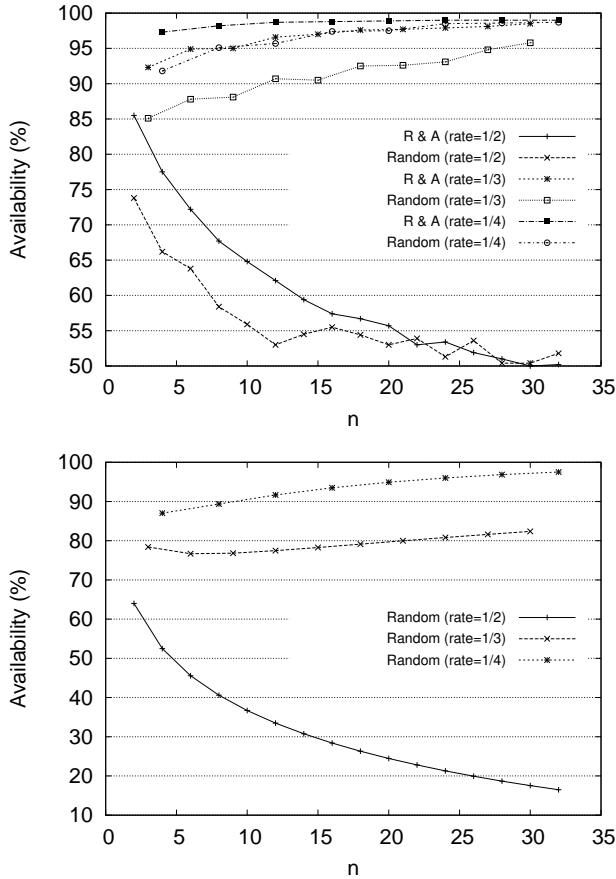 100
95
90
85
80
75
70
65
60
55
50
Availability (%)
R & A (rate=1/2)
Random (rate=1/2)
R & A (rate=1/3)
Random (rate=1/3)
R & A (rate=1/4)
Random (rate=1/4)
0 5 10 15 20 25 30 35
n
100
90
80
70
60
50
40
30
20
10
Availability (%)
Random (rate=1/2)
Random (rate=1/3)
Random (rate=1/4)
0 5 10 15 20 25 30 35
n